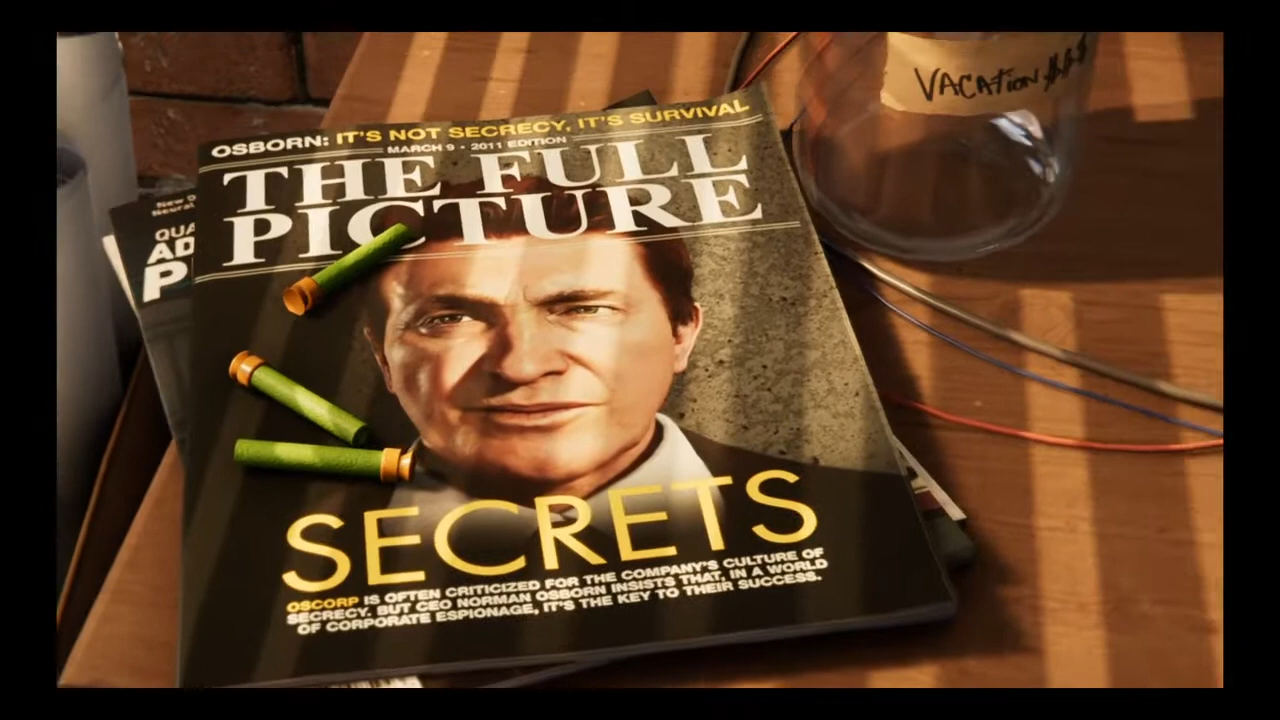 VACATION $$$
OSBORN: IT'S NOT SECRECY, IT'S SURVIVAL
MARCH 9 • 2011 EDITION
THE FULL
PICTURE
New
Neural
SECRETS
OSCORP IS OFTEN CRITICIZED FOR THE COMPANY'S CULTURE OF
SECRECY. BUT CEO NORMAN OSBORN INSISTS THAT, IN A WORLD
OF CORPORATE ESPIONAGE, IT'S THE KEY TO THEIR SUCCESS.